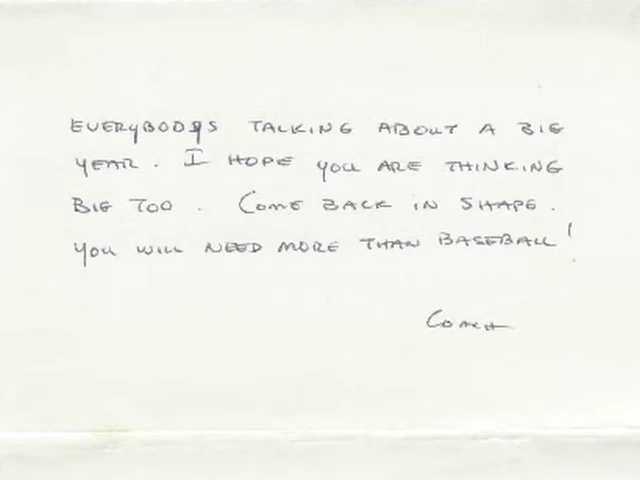 EVERYBODYS TALKING ABOUT A BIG
YEAR. I HOPE YOU ARE THINKING
BIG TOO. COME BACK IN SHAPE.
YOU WILL NEED MORE THAN BASEBALL!
COACH